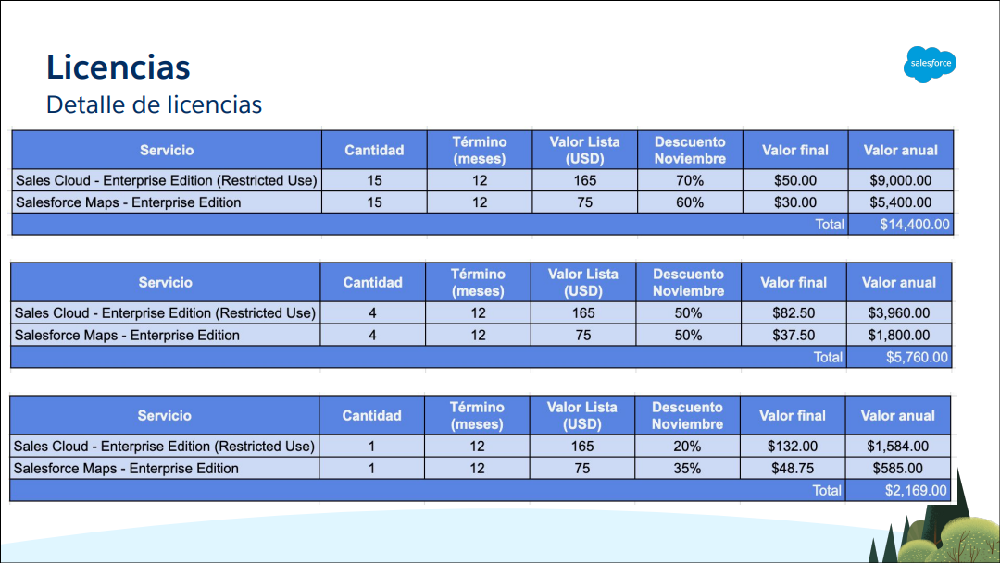 Licencias
salesforce
Detalle de licencias
Servicio Cantidad Término (meses) Valor Lista (USD) Descuento Noviembre Valor final Valor anual
Sales Cloud - Enterprise Edition (Restricted Use) 15 12 165 70% $50.00 $9,000.00
Salesforce Maps - Enterprise Edition 15 12 75 60% $30.00 $5,400.00
Total $14,400.00
Servicio Cantidad Término (meses) Valor Lista (USD) Descuento Noviembre Valor final Valor anual
Sales Cloud - Enterprise Edition (Restricted Use) 4 12 165 50% $82.50 $3,960.00
Salesforce Maps - Enterprise Edition 4 12 75 50% $37.50 $1,800.00
Total $5,760.00
Servicio Cantidad Término (meses) Valor Lista (USD) Descuento Noviembre Valor final Valor anual
Sales Cloud - Enterprise Edition (Restricted Use) 1 12 165 20% $132.00 $1,584.00
Salesforce Maps - Enterprise Edition 1 12 75 35% $48.75 $585.00
Total $2,169.00